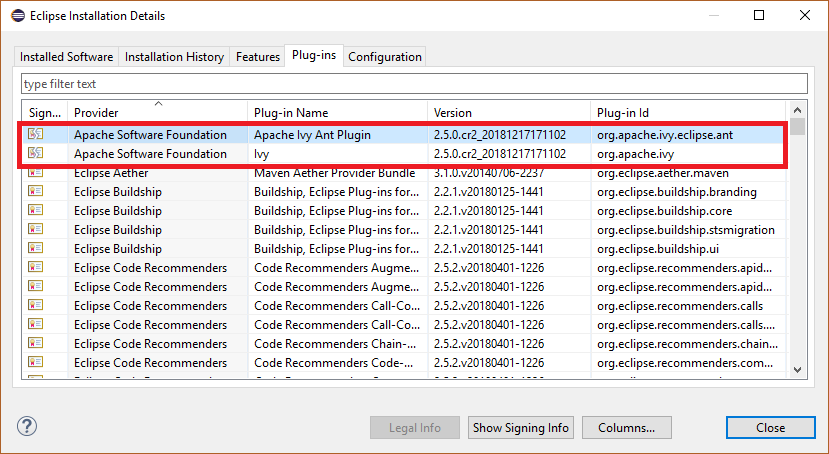 Eclipse Installation Details
Installed Software Installation History Features Plug-ins Configuration
type filter text
Sign... Provider Plug-in Name Version Plug-in Id
Apache Software Foundation Apache Ivy Ant Plugin 2.5.0.cr2_20181217171102 org.apache.ivy.eclipse.ant
Apache Software Foundation Ivy 2.5.0.cr2_20181217171102 org.apache.ivy
Eclipse Aether Maven Aether Provider Bundle 3.1.0.v20140706-2237 org.eclipse.aether.maven
Eclipse Buildship Buildship, Eclipse Plug-ins for... 2.2.1.v20180125-1441 org.eclipse.buildship.branding
Eclipse Buildship Buildship, Eclipse Plug-ins for... 2.2.1.v20180125-1441 org.eclipse.buildship.core
Eclipse Buildship Buildship, Eclipse Plug-ins for... 2.2.1.v20180125-1441 org.eclipse.buildship.stsmigration
Eclipse Buildship Buildship, Eclipse Plug-ins for... 2.2.1.v20180125-1441 org.eclipse.buildship.ui
Eclipse Code Recommenders Code Recommenders Augme... 2.5.2.v20180401-1226 org.eclipse.recommenders.apid...
Eclipse Code Recommenders Code Recommenders Augme... 2.5.2.v20180401-1226 org.eclipse.recommenders.apid...
Eclipse Code Recommenders Code Recommenders Call-Co... 2.5.2.v20180401-1226 org.eclipse.recommenders.calls
Eclipse Code Recommenders Code Recommenders Call-Co... 2.5.2.v20180401-1226 org.eclipse.recommenders.calls....
Eclipse Code Recommenders Code Recommenders Chain-... 2.5.2.v20180401-1226 org.eclipse.recommenders.chain...
Eclipse Code Recommenders Code Recommenders Code-... 2.5.2.v20180401-1226 org.eclipse.recommenders.com...
? Legal Info Show Signing Info Columns... Close